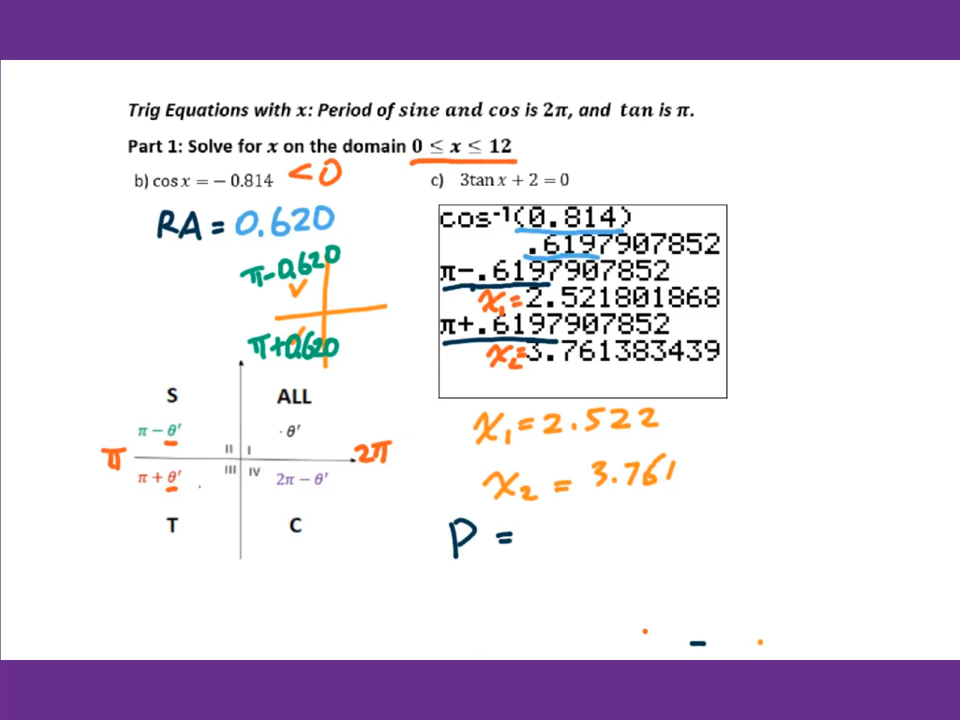 Trig Equations with x: Period of sine and cos is 2π, and tan is π.
Part 1: Solve for x on the domain 0 ≤ x ≤ 12
b) cos x = − 0.814 < 0
c) 3tan x + 2 = 0
RA = 0.620
π-0.620
π+0.620
cos⁻¹(0.814)
.6197907852
π-.6197907852
x₁=2.521801868
π+.6197907852
x₂=3.761383439
S ALL
π − θ' θ'
π II I 2π
III IV
π + θ' 2π − θ'
T C
x₁ = 2.522
x₂ = 3.761
P =